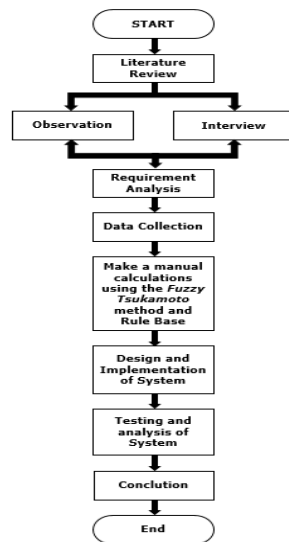 START
Literature
Review
Observation
Interview
Requirement
Analysis
Data Collection
Make a manual
calculations
using the Fuzzy
Tsukamoto
method and
Rule Base
Design and
Implementation
of System
Testing and
analysis of
System
Conclution
End